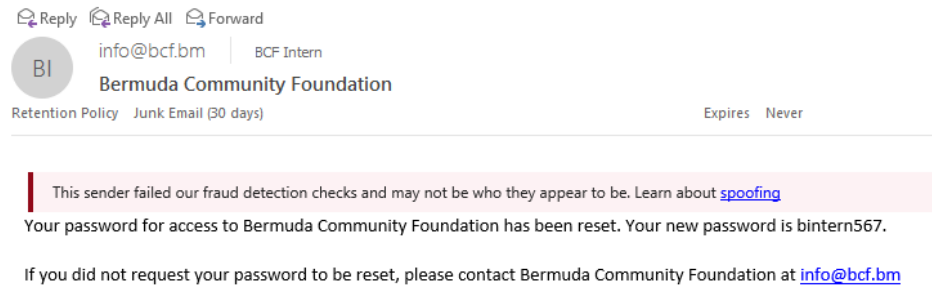 Reply Reply All Forward
BI
info@bcf.bm BCF Intern
Bermuda Community Foundation
Retention Policy Junk Email (30 days) Expires Never
This sender failed our fraud detection checks and may not be who they appear to be. Learn about spoofing
Your password for access to Bermuda Community Foundation has been reset. Your new password is bintern567.
If you did not request your password to be reset, please contact Bermuda Community Foundation at info@bcf.bm